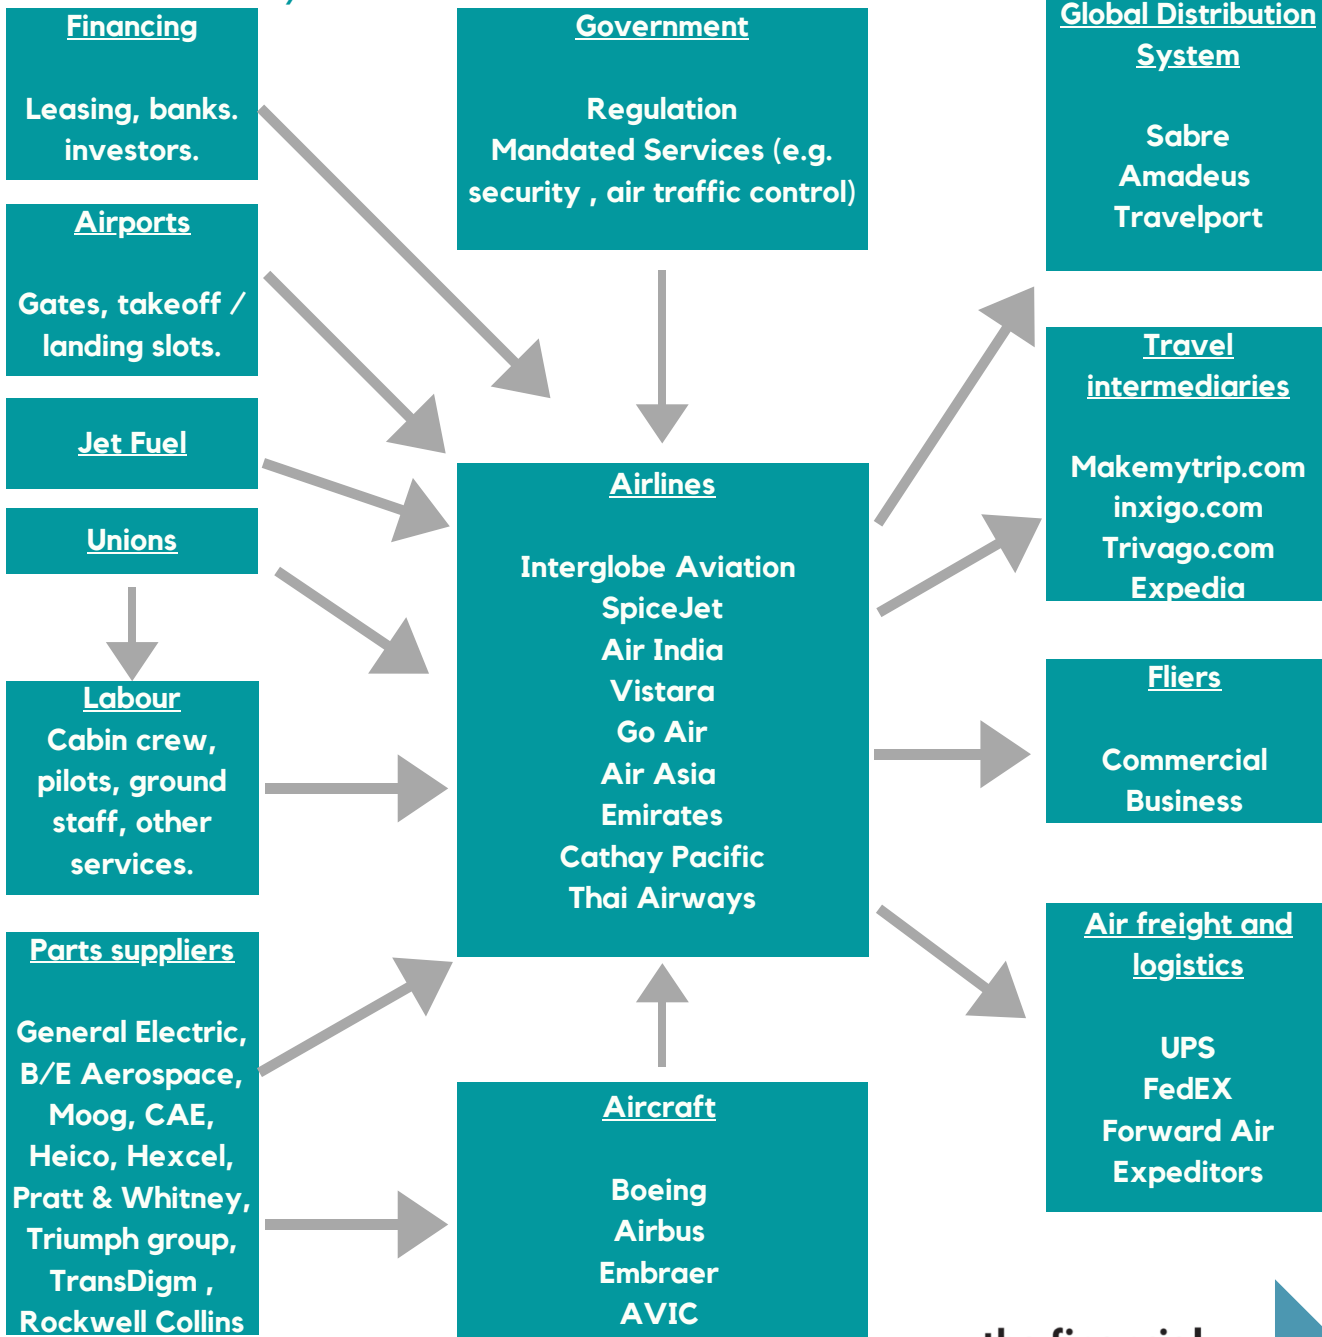 Financing
Leasing, banks.
investors.
Airports
Gates, takeoff /
landing slots.
Jet Fuel
Unions
Labour
Cabin crew,
pilots, ground
staff, other
services.
Parts suppliers
General Electric,
B/E Aerospace,
Moog, CAE,
Heico, Hexcel,
Pratt & Whitney,
Triumph group,
TransDigm ,
Rockwell Collins
Government
Regulation
Mandated Services (e.g.
security , air traffic control)
Airlines
Interglobe Aviation
SpiceJet
Air India
Vistara
Go Air
Air Asia
Emirates
Cathay Pacific
Thai Airways
Aircraft
Boeing
Airbus
Embraer
AVIC
Global Distribution
System
Sabre
Amadeus
Travelport
Travel
intermediaries
Makemytrip.com
inxigo.com
Trivago.com
Expedia
Fliers
Commercial
Business
Air freight and
logistics
UPS
FedEX
Forward Air
Expeditors